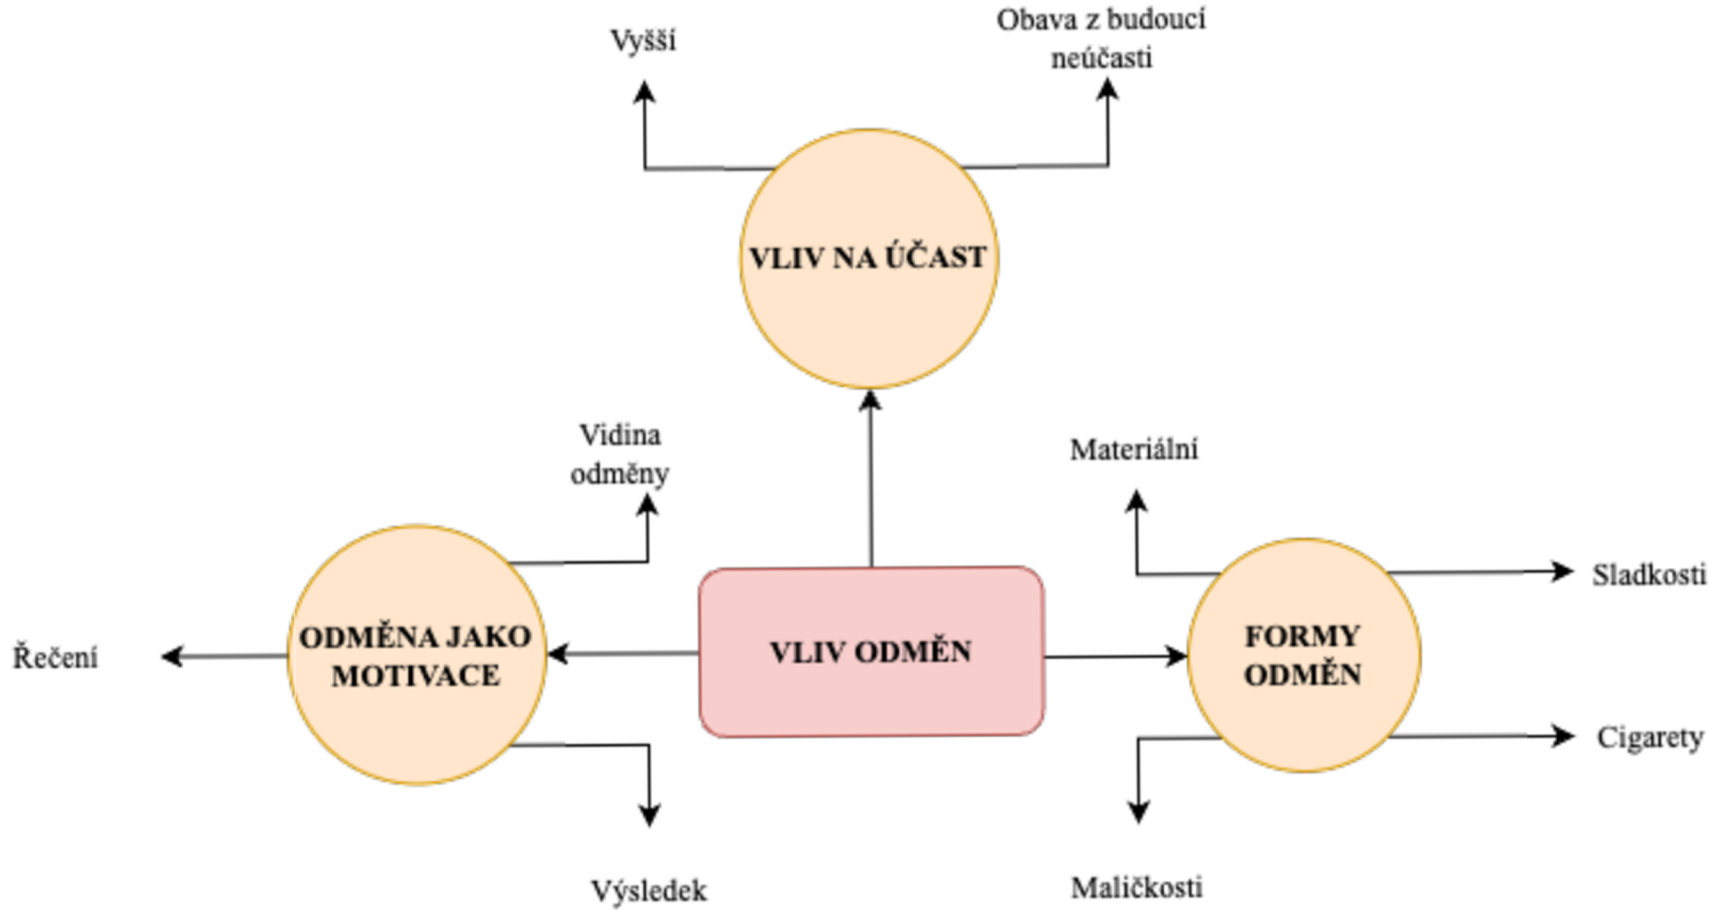 Vyšší
Obava z budoucí
neúčasti
VLIV NA ÚČAST
Vidina
odměny
Materiální
Sladkosti
Řečení
ODMĚNA JAKO
MOTIVACE
VLIV ODMĚN
FORMY
ODMĚN
Cigarety
Výsledek
Maličkosti